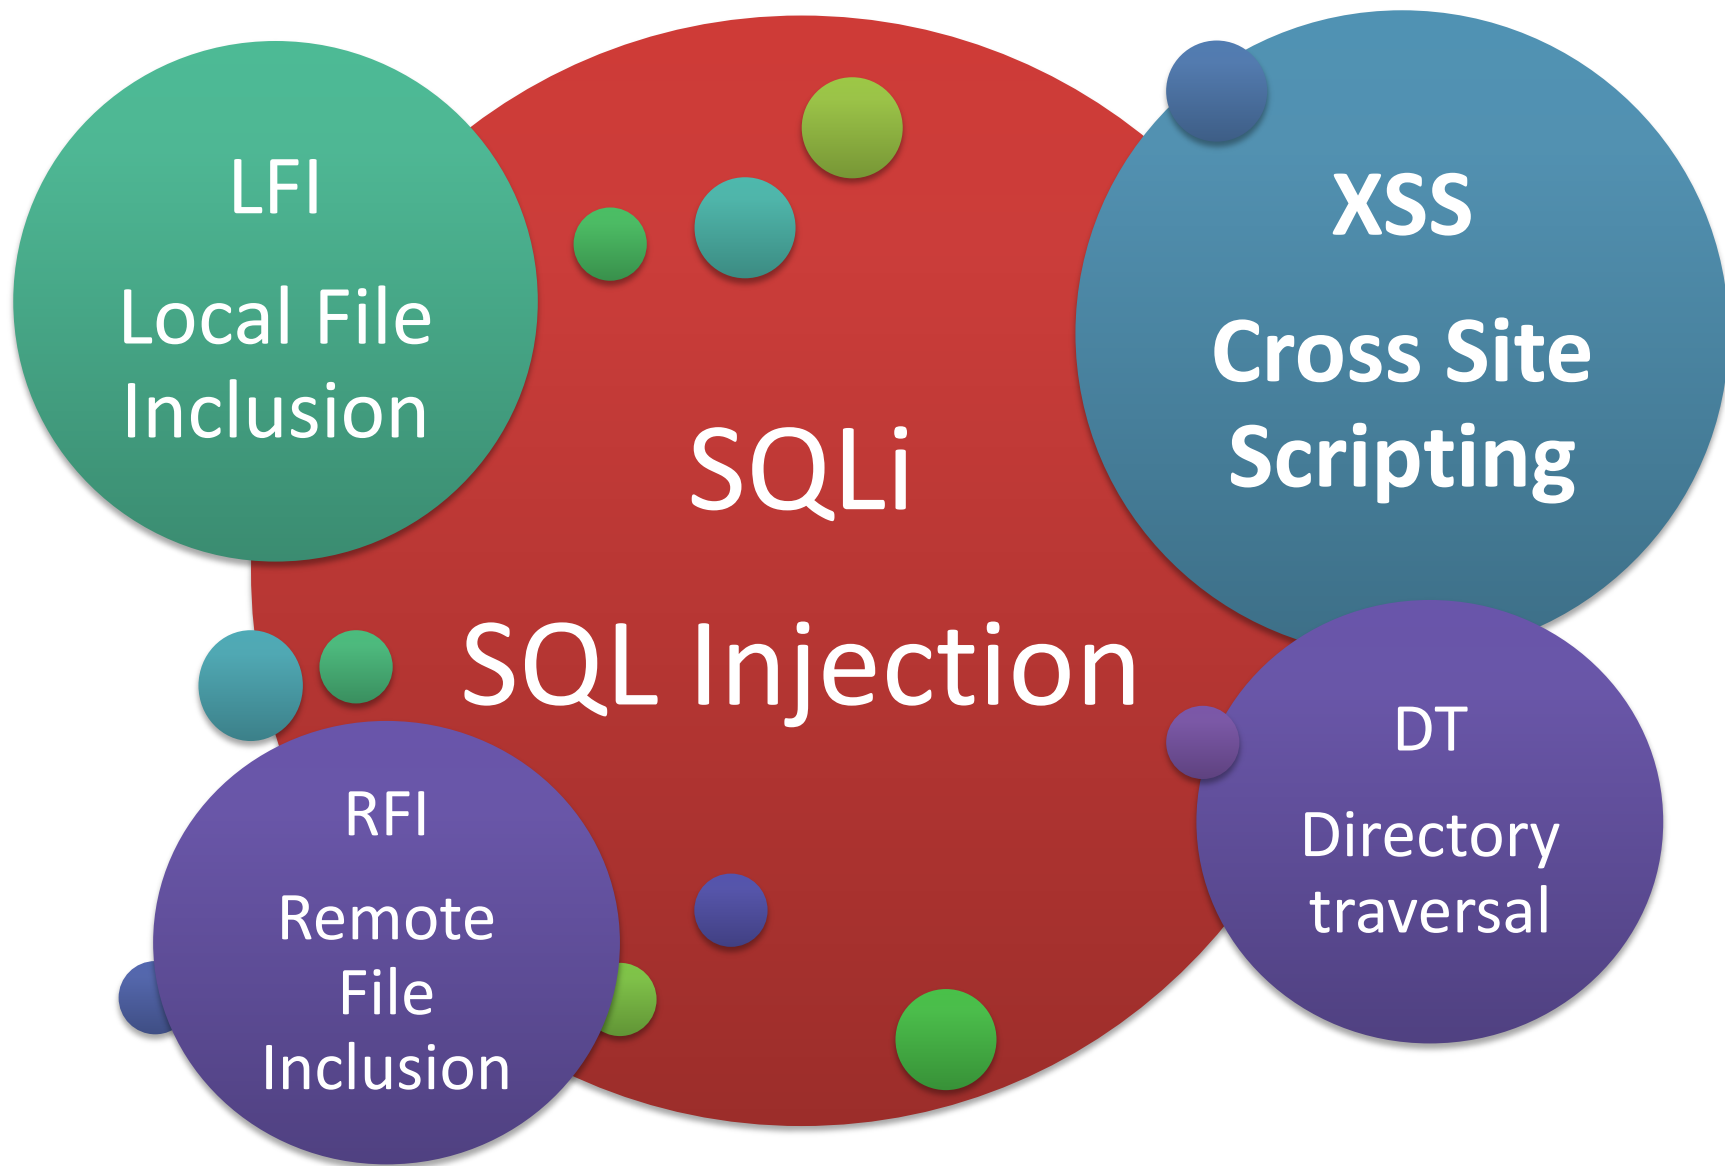 LFI
Local File
Inclusion
SQLi
SQL Injection
XSS
Cross Site
Scripting
RFI
Remote
File
Inclusion
DT
Directory
traversal